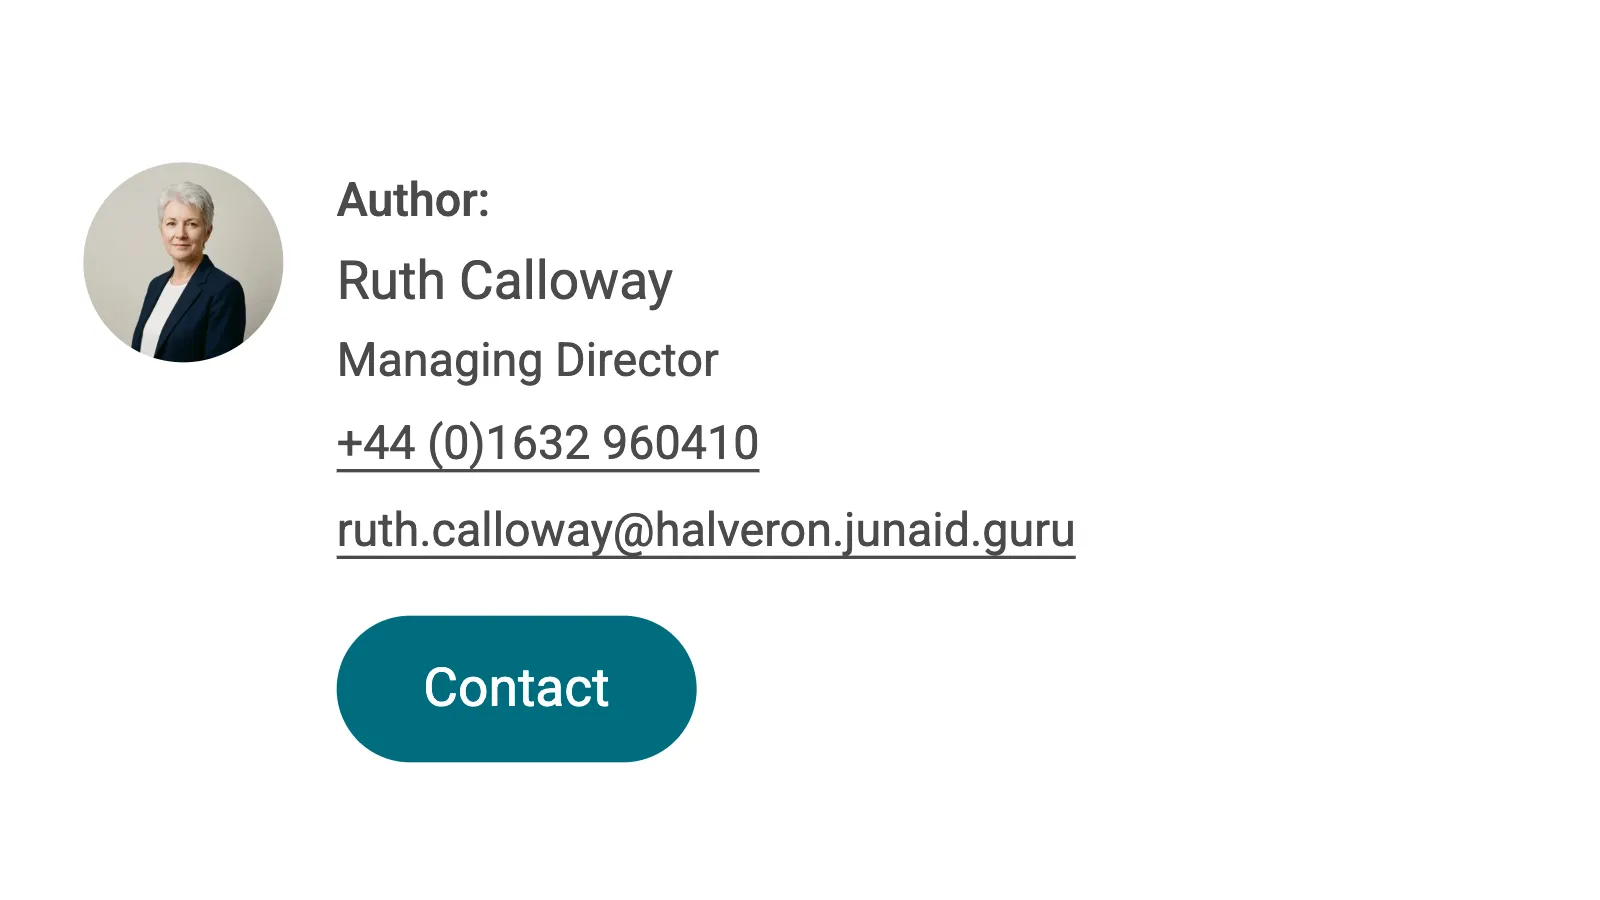 Author:
Ruth Calloway
Managing Director
+44 (0)1632 960410
ruth.calloway@halveron.junaid.guru
Contact